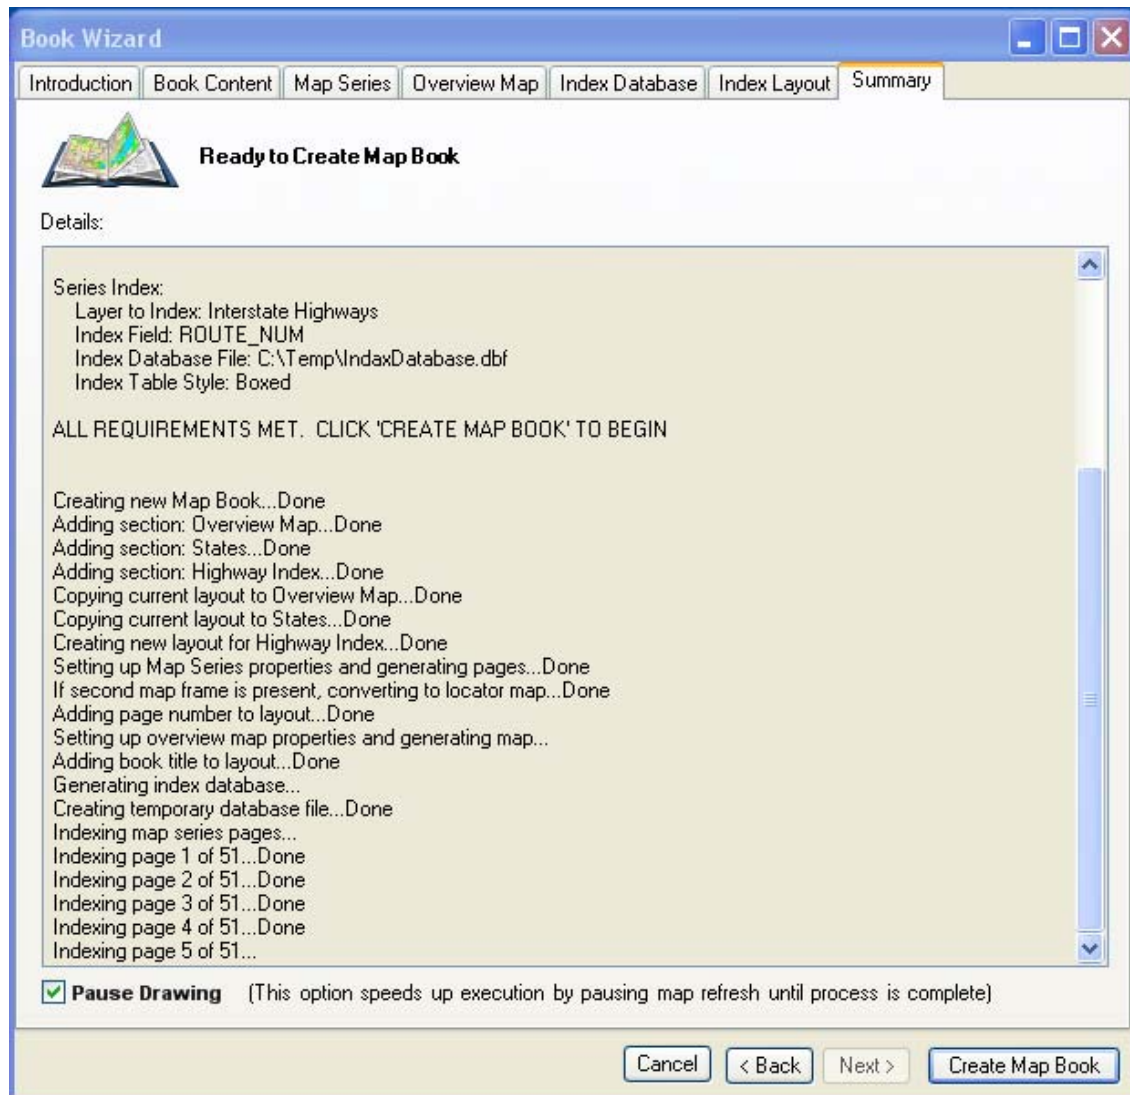 Book Wizard
Introduction Book Content Map Series Overview Map Index Database Index Layout Summary
Ready to Create Map Book
Details:
Series Index:
Layer to Index: Interstate Highways
Index Field: ROUTE_NUM
Index Database File: C:\Temp\IndaxDatabase.dbf
Index Table Style: Boxed
ALL REQUIREMENTS MET. CLICK 'CREATE MAP BOOK' TO BEGIN
Creating new Map Book...Done
Adding section: Overview Map...Done
Adding section: States...Done
Adding section: Highway Index...Done
Copying current layout to Overview Map...Done
Copying current layout to States...Done
Creating new layout for Highway Index...Done
Setting up Map Series properties and generating pages...Done
If second map frame is present, converting to locator map...Done
Adding page number to layout...Done
Setting up overview map properties and generating map...
Adding book title to layout...Done
Generating index database...
Creating temporary database file...Done
Indexing map series pages...
Indexing page 1 of 51...Done
Indexing page 2 of 51...Done
Indexing page 3 of 51...Done
Indexing page 4 of 51...Done
Indexing page 5 of 51...
Pause Drawing (This option speeds up execution by pausing map refresh until process is complete)
Cancel < Back Next > Create Map Book